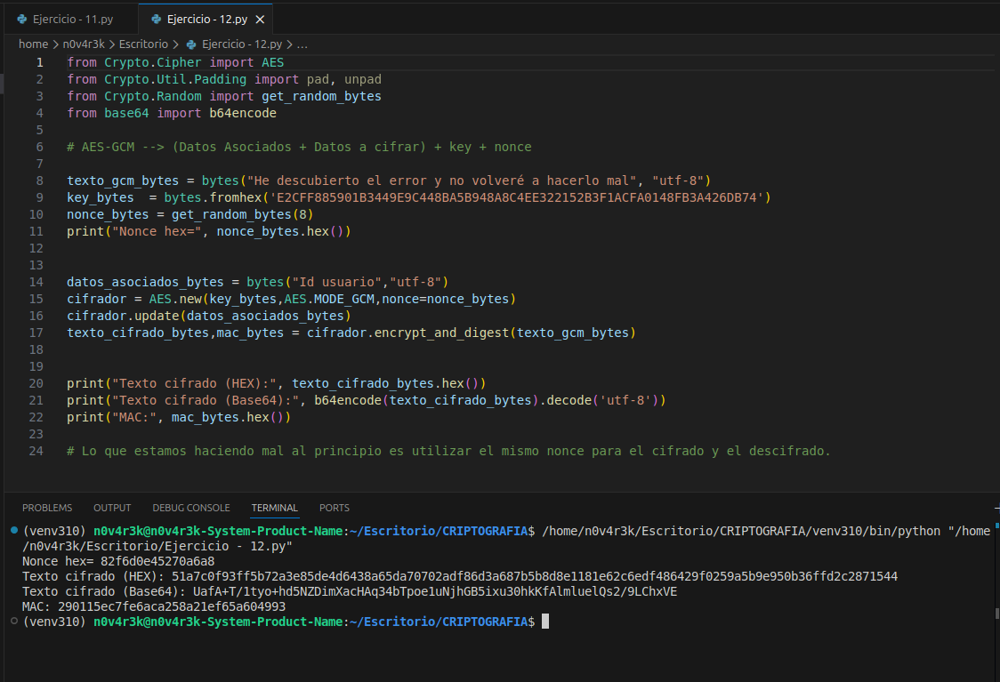 Ejercicio - 11.py
Ejercicio - 12.py
home > n0v4r3k > Escritorio > Ejercicio - 12.py > ...
1 from Crypto.Cipher import AES
2 from Crypto.Util.Padding import pad, unpad
3 from Crypto.Random import get_random_bytes
4 from base64 import b64encode
5
6 # AES-GCM --> (Datos Asociados + Datos a cifrar) + key + nonce
7
8 texto_gcm_bytes = bytes("He descubierto el error y no volveré a hacerlo mal", "utf-8")
9 key_bytes  = bytes.fromhex('E2CFF885901B3449E9C448BA5B948A8C4EE322152B3F1ACFA0148FB3A426DB74')
10 nonce_bytes = get_random_bytes(8)
11 print("Nonce hex=", nonce_bytes.hex())
12
13
14 datos_asociados_bytes = bytes("Id usuario","utf-8")
15 cifrador = AES.new(key_bytes,AES.MODE_GCM,nonce=nonce_bytes)
16 cifrador.update(datos_asociados_bytes)
17 texto_cifrado_bytes,mac_bytes = cifrador.encrypt_and_digest(texto_gcm_bytes)
18
19
20 print("Texto cifrado (HEX):", texto_cifrado_bytes.hex())
21 print("Texto cifrado (Base64):", b64encode(texto_cifrado_bytes).decode('utf-8'))
22 print("MAC:", mac_bytes.hex())
23
24 # Lo que estamos haciendo mal al principio es utilizar el mismo nonce para el cifrado y el descifrado.
PROBLEMS OUTPUT DEBUG CONSOLE TERMINAL PORTS
(venv310) n0v4r3k@n0v4r3k-System-Product-Name:~/Escritorio/CRIPTOGRAFIA$ /home/n0v4r3k/Escritorio/CRIPTOGRAFIA/venv310/bin/python "/home
/n0v4r3k/Escritorio/Ejercicio - 12.py"
Nonce hex= 82f6d0e45270a6a8
Texto cifrado (HEX): 51a7c0f93ff5b72a3e85de4d6438a65da70702adf86d3a687b5b8d8e1181e62c6edf486429f0259a5b9e950b36ffd2c2871544
Texto cifrado (Base64): UafA+T/1tyo+hd5NZDimXacHAq34bTpoe1uNjhGB5ixu30hkKfAlmluelQs2/9LChxVE
MAC: 290115ec7fe6aca258a21ef65a604993
(venv310) n0v4r3k@n0v4r3k-System-Product-Name:~/Escritorio/CRIPTOGRAFIA$